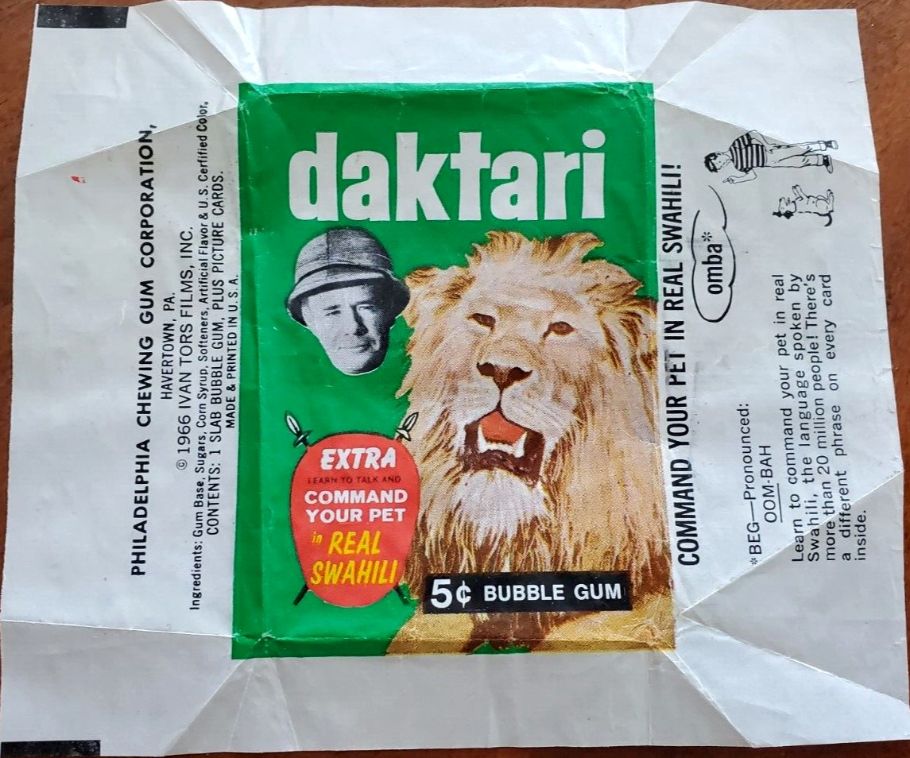 PHILADELPHIA CHEWING GUM CORPORATION,
HAVERTOWN, PA.
© 1966 IVAN TORS FILMS, INC.
Ingredients: Gum Base, Sugars, Corn Syrup, Softeners, Artificial Flavor & U.S. Certified Color.
CONTENTS: 1 SLAB BUBBLE GUM, PLUS PICTURE CARDS.
MADE & PRINTED IN U.S.A.
daktari
EXTRA
LEARN TO TALK AND
COMMAND
YOUR PET
in REAL
SWAHILI
5¢ BUBBLE GUM
COMMAND YOUR PET IN REAL SWAHILI!
omba*
*BEG—Pronounced:
OOM-BAH
Learn to command your pet in real
Swahili, the language spoken by
more than 20 million people! There's
a different phrase on every card
inside.